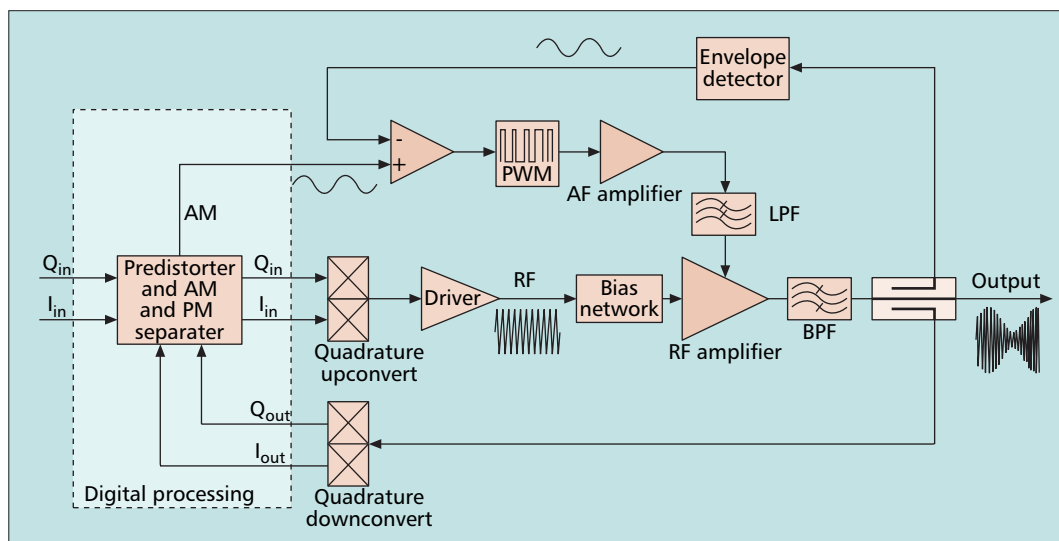 Envelope
detector
-
+
PWM
AF amplifier
LPF
AM
Q_in
I_in
Predistorter
and AM
and PM
separater
Q_in
I_in
Quadrature
upconvert
Driver
RF
Bias
network
RF amplifier
BPF
Output
Q_out
I_out
Quadrature
downconvert
Digital processing